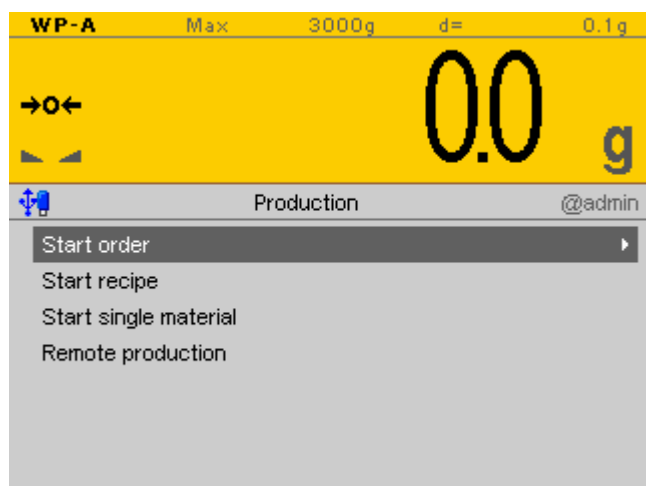 WP-A Max 3000g d= 0.1g
→0←
0.0 g
Production @admin
Start order
Start recipe
Start single material
Remote production